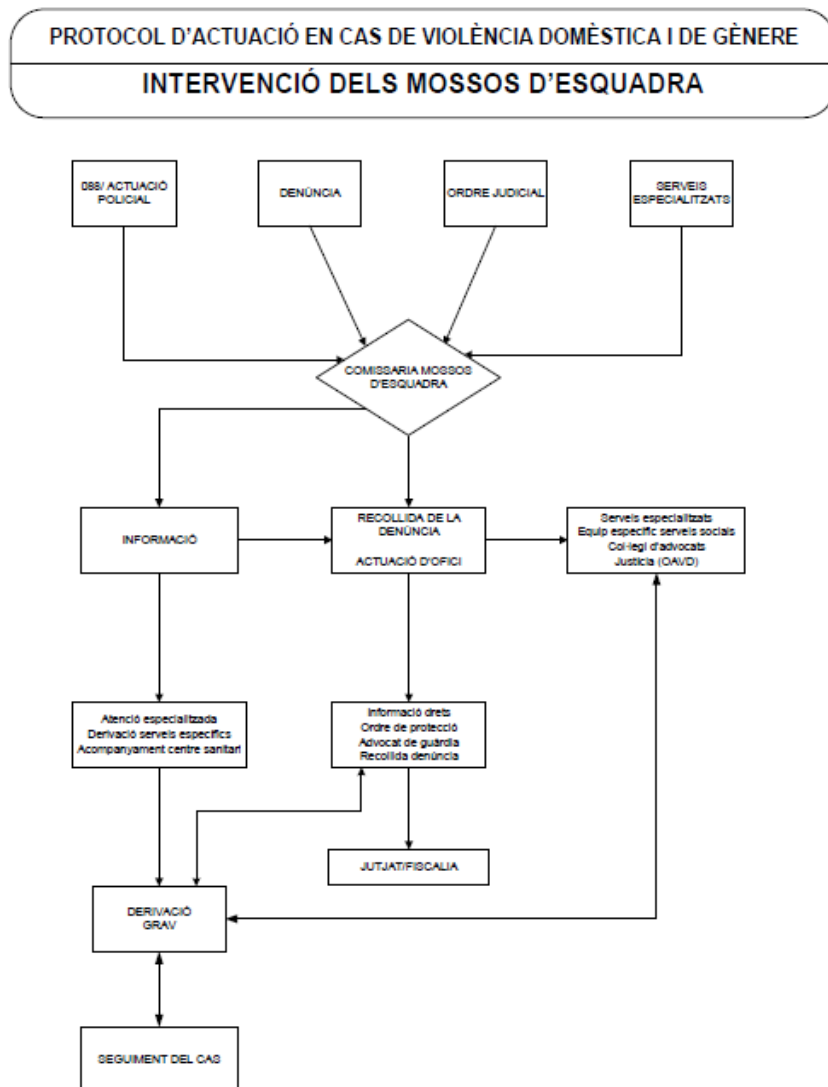 PROTOCOL D'ACTUACIÓ EN CAS DE VIOLÈNCIA DOMÈSTICA I DE GÈNERE
INTERVENCIÓ DELS MOSSOS D'ESQUADRA
088/ ACTUACIÓ
POLICIAL
DENÚNCIA
ORDRE JUDICIAL
SERVEIS
ESPECIALITZATS
COMISSARIA MOSSOS
D'ESQUADRA
INFORMACIÓ
RECOLLIDA DE LA
DENÚNCIA
ACTUACIÓ D'OFICI
Serveis especialitzats
Equip específic serveis socials
Col·legi d'advocats
Justícia (OAVD)
Atenció especialitzada
Derivació serveis específics
Acompanyament centre sanitari
Informació drets
Ordre de protecció
Advocat de guàrdia
Recollida denúncia
JUTJAT/FISCALIA
DERIVACIÓ
GRAV
SEGUIMENT DEL CAS